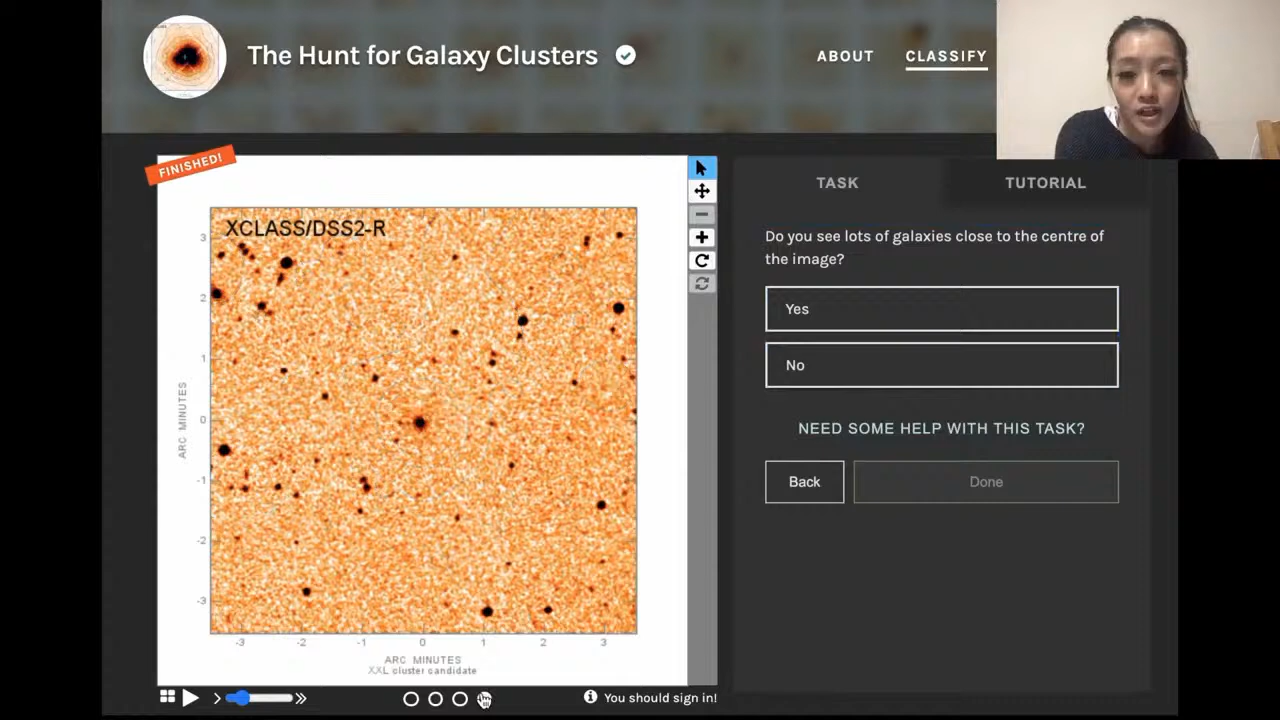 The Hunt for Galaxy Clusters
ABOUT
CLASSIFY
FINISHED!
XCLASS/DSS2-R
3
2
1
0
-1
-2
-3
ARC MINUTES
-3 -2 -1 0 1 2 3
ARC MINUTES
XXL cluster candidate
You should sign in!
TASK
TUTORIAL
Do you see lots of galaxies close to the centre of
the image?
Yes
No
NEED SOME HELP WITH THIS TASK?
Back
Done